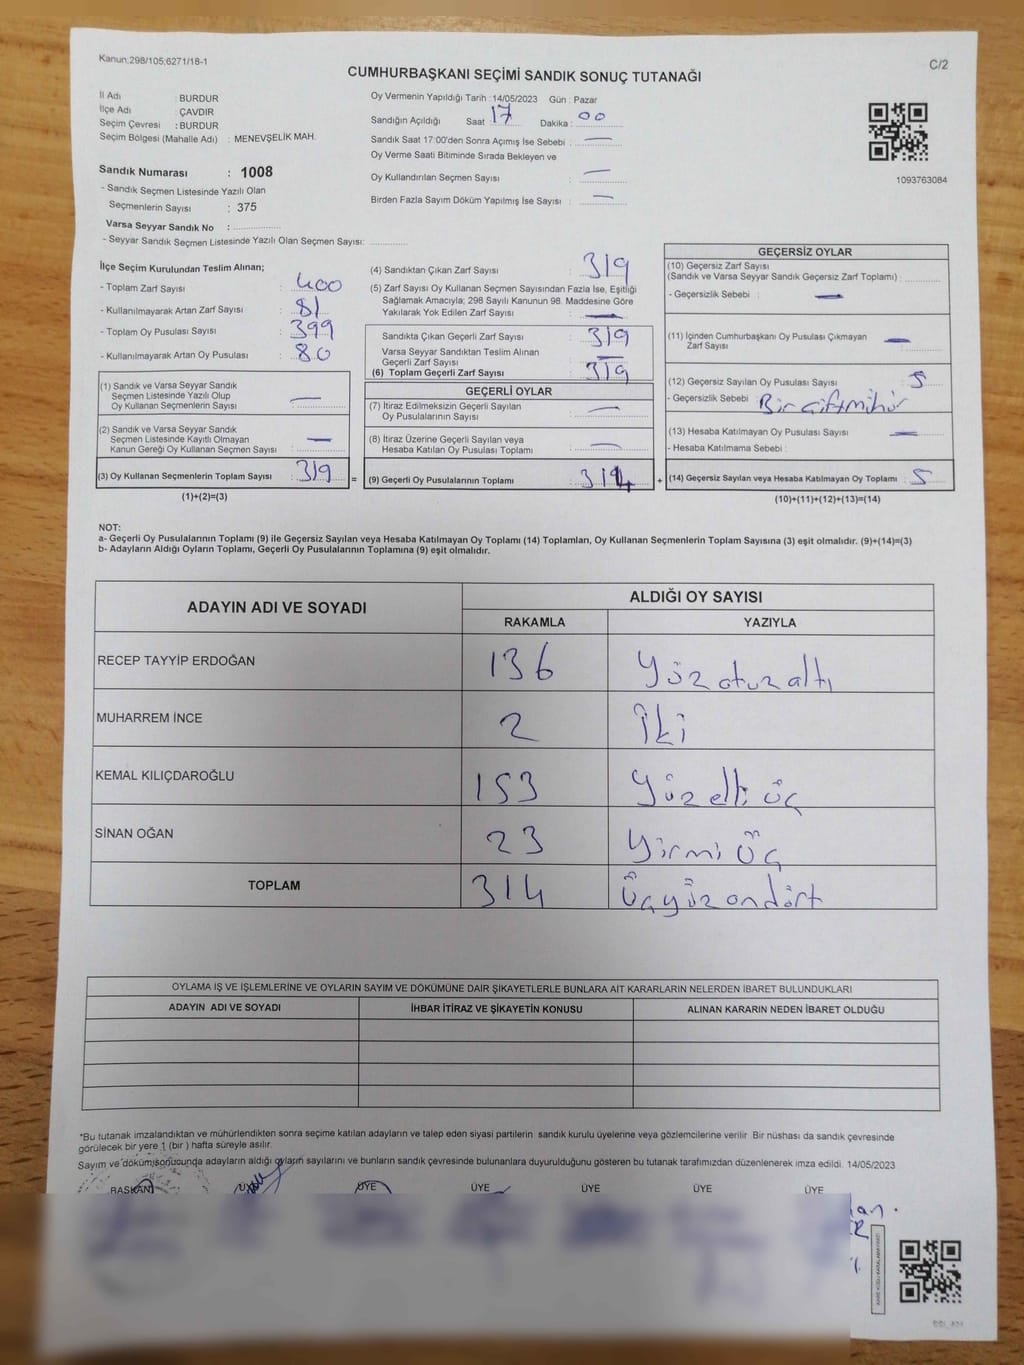 Kanun;298/105;6271/18-1
C/2
CUMHURBAŞKANI SEÇİMİ SANDIK SONUÇ TUTANAĞI
İl Adı : BURDUR
İlçe Adı : ÇAVDIR
Seçim Çevresi : BURDUR
Seçim Bölgesi (Mahalle Adı) : MENEVŞELİK MAH.
Sandık Numarası : 1008
- Sandık Seçmen Listesinde Yazılı Olan
Seçmenlerin Sayısı : 375
Varsa Seyyar Sandık No :
- Seyyar Sandık Seçmen Listesinde Yazılı Olan Seçmen Sayısı:
Oy Vermenin Yapıldığı Tarih : 14/05/2023 Gün : Pazar
Sandığın Açıldığı Saat 17 Dakika : 00
Sandık Saat 17:00'den Sonra Açımış İse Sebebi : —
Oy Verme Saati Bitiminde Sırada Bekleyen ve
Oy Kullandırılan Seçmen Sayısı : —
Birden Fazla Sayım Döküm Yapılmış İse Sayısı : —
1093763084
İlçe Seçim Kurulundan Teslim Alınan;
- Toplam Zarf Sayısı : 400
- Kullanılmayarak Artan Zarf Sayısı : 81
- Toplam Oy Pusulası Sayısı : 399
- Kullanılmayarak Artan Oy Pusulası : 80
(1) Sandık ve Varsa Seyyar Sandık
Seçmen Listesinde Yazılı Olup
Oy Kullanan Seçmenlerin Sayısı : —
(2) Sandık ve Varsa Seyyar Sandık
Seçmen Listesinde Kayıtlı Olmayan
Kanun Gereği Oy Kullanan Seçmen Sayısı : —
(3) Oy Kullanan Seçmenlerin Toplam Sayısı : 319
(1)+(2)=(3)
(4) Sandıktan Çıkan Zarf Sayısı : 319
(5) Zarf Sayısı Oy Kullanan Seçmen Sayısından Fazla İse, Eşitliği
Sağlamak Amacıyla; 298 Sayılı Kanunun 98. Maddesine Göre
Yakılarak Yok Edilen Zarf Sayısı : —
Sandıkta Çıkan Geçerli Zarf Sayısı : 319
Varsa Seyyar Sandıktan Teslim Alınan
Geçerli Zarf Sayısı : —
(6) Toplam Geçerli Zarf Sayısı : 319
GEÇERLİ OYLAR
(7) İtiraz Edilmeksizin Geçerli Sayılan
Oy Pusulalarının Sayısı : —
(8) İtiraz Üzerine Geçerli Sayılan veya
Hesaba Katılan Oy Pusulası Toplamı : —
= (9) Geçerli Oy Pusulalarının Toplamı : 314
GEÇERSİZ OYLAR
(10) Geçersiz Zarf Sayısı
(Sandık ve Varsa Seyyar Sandık Geçersiz Zarf Toplamı) :
- Geçersizlik Sebebi : —
(11) İçinden Cumhurbaşkanı Oy Pusulası Çıkmayan
Zarf Sayısı : —
(12) Geçersiz Sayılan Oy Pusulası Sayısı : 5
- Geçersizlik Sebebi : Bir çift mühür
(13) Hesaba Katılmayan Oy Pusulası Sayısı : —
- Hesaba Katılmama Sebebi :
+ (14) Geçersiz Sayılan veya Hesaba Katılmayan Oy Toplamı : 5
(10)+(11)+(12)+(13)=(14)
NOT:
a- Geçerli Oy Pusulalarının Toplamı (9) ile Geçersiz Sayılan veya Hesaba Katılmayan Oy Toplamı (14) Toplamları, Oy Kullanan Seçmenlerin Toplam Sayısına (3) eşit olmalıdır. (9)+(14)=(3)
b- Adayların Aldığı Oyların Toplamı, Geçerli Oy Pusulalarının Toplamına (9) eşit olmalıdır.
ADAYIN ADI VE SOYADI ALDIĞI OY SAYISI
RAKAMLA YAZIYLA
RECEP TAYYİP ERDOĞAN 136 Yüz otuz altı
MUHARREM İNCE 2 İki
KEMAL KILIÇDAROĞLU 153 Yüz elli üç
SİNAN OĞAN 23 Yirmi Üç
TOPLAM 314 Üçyüz ondört
OYLAMA İŞ VE İŞLEMLERİNE VE OYLARIN SAYIM VE DÖKÜMÜNE DAİR ŞİKAYETLERLE BUNLARA AİT KARARLARIN NELERDEN İBARET BULUNDUKLARI
ADAYIN ADI VE SOYADI İHBAR İTİRAZ VE ŞİKAYETİN KONUSU ALINAN KARARIN NEDEN İBARET OLDUĞU
*Bu tutanak imzalandıktan ve mühürlendikten sonra seçime katılan adayların ve talep eden siyasi partilerin sandık kurulu üyelerine veya gözlemcilerine verilir. Bir nüshası da sandık çevresinde
görülecek bir yere 1 (bir ) hafta süreyle asılır.
Sayım ve dökümsonucunda adayların aldığı oyların sayılarını ve bunların sandık çevresinde bulunanlara duyurulduğunu gösteren bu tutanak tarafımızdan düzenlenerek imza edildi. 14/05/2023
BAŞKAN ÜYE ÜYE ÜYE ÜYE ÜYE ÜYE